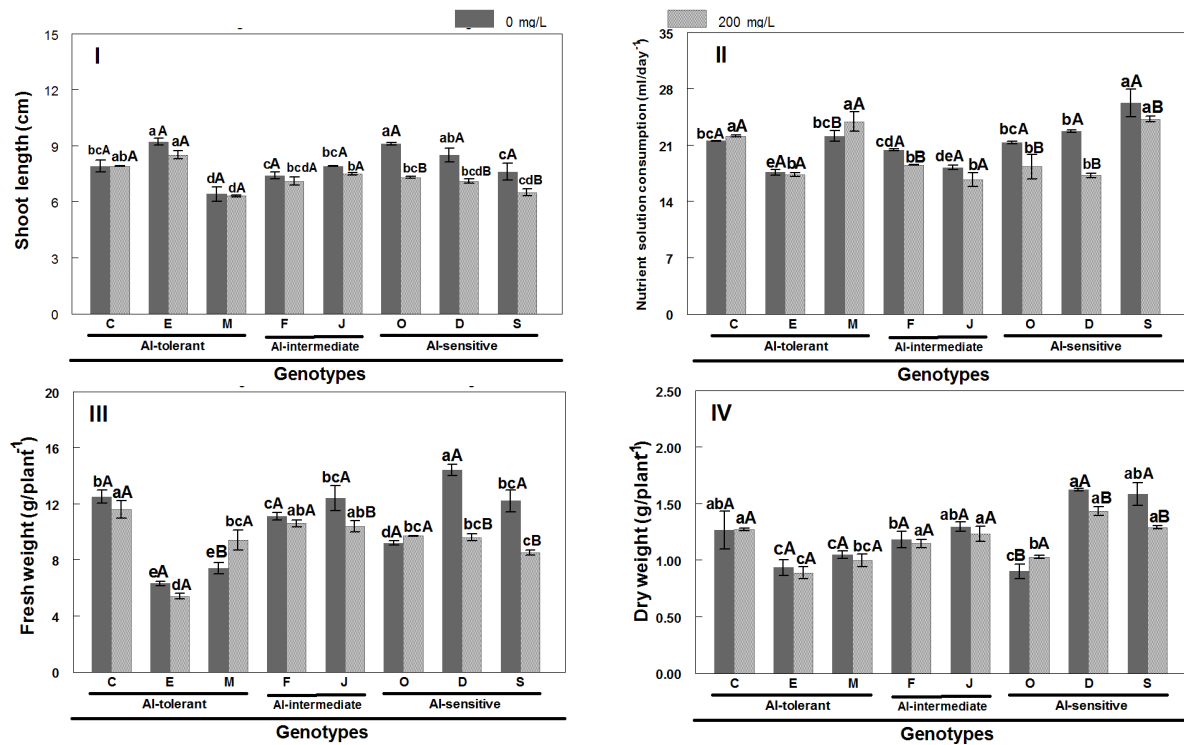 0 mg/L
200 mg/L
I
Shoot length (cm)
15
12
9
6
3
0
bcA abA aA aA dA dA cA bcdA bcA bA aA bcB abA bcdB cA cdB
C E M F J O D S
Al-tolerant Al-intermediate Al-sensitive
Genotypes
II
Nutrient solution consumption (ml/day-1)
35
28
21
14
7
0
bcA aA eA bA bcB aA cdA bB deA bA bcA bB bA bB aA aB
C E M F J O D S
Al-tolerant Al-intermediate Al-sensitive
Genotypes
III
Fresh weight (g/plant-1)
20
16
12
8
4
0
bA aA eA dA eB bcA cA abA bcA abB dA bcA aA bcB bcA cB
C E M F J O D S
Al-tolerant Al-intermediate Al-sensitive
Genotypes
IV
Dry weight (g/plant-1)
2.50
2.00
1.50
1.00
0.50
0.00
abA aA cA cA cA bcA bA aA abA aA cB bA aA aB abA aB
C E M F J O D S
Al-tolerant Al-intermediate Al-sensitive
Genotypes